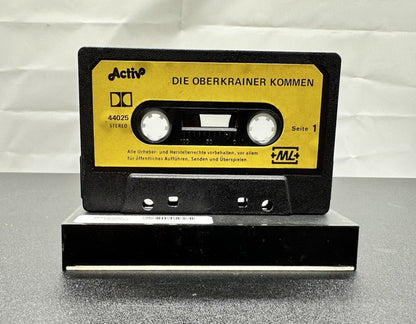 Activ
DIE OBERKRAINER KOMMEN
44025
STEREO
Seite 1
Alle Urheber- und Herstellerrechte vorbehalten, vor allem
für öffentliches Aufführen, Senden und Überspielen.
ML